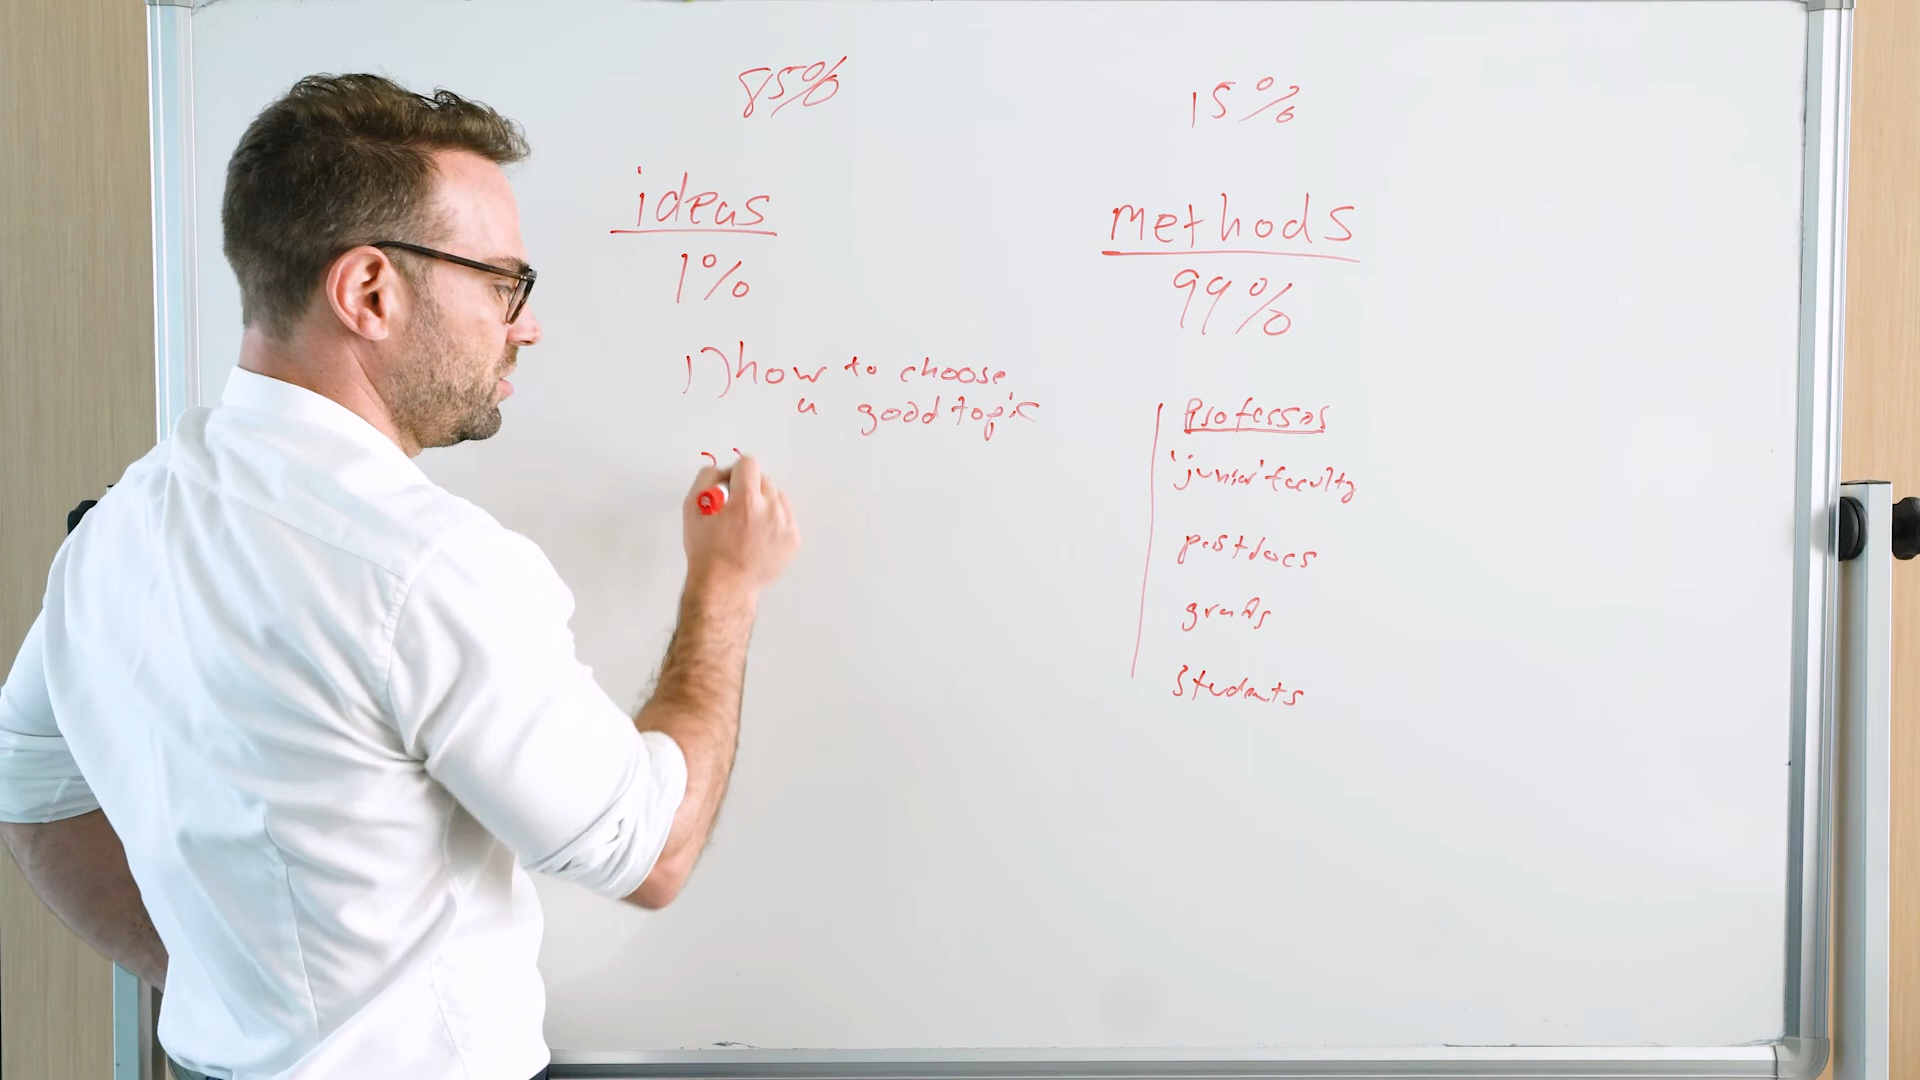 85%
15%
ideas
methods
1%
99%
1) how to choose
a good topic
2)
Professors
'junior' faculty
postdocs
grads
students